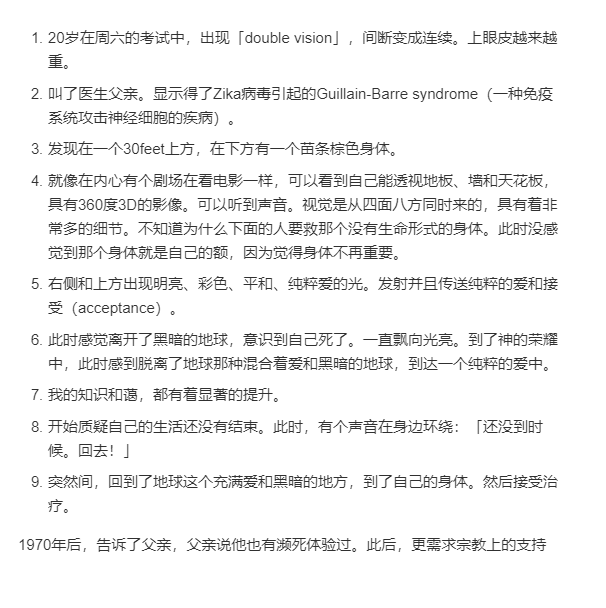 1. 20岁在周六的考试中，出现「double vision」，间断变成连续。上眼皮越来越
重。
2. 叫了医生父亲。显示得了Zika病毒引起的Guillain-Barre syndrome（一种免疫
系统攻击神经细胞的疾病）。
3. 发现在一个30feet上方，在下方有一个苗条棕色身体。
4. 就像在内心有个剧场在看电影一样，可以看到自己能透视地板、墙和天花板，
具有360度3D的影像。可以听到声音。视觉是从四面八方同时来的，具有着非
常多的细节。不知道为什么下面的人要救那个没有生命形式的身体。此时没感
觉到那个身体就是自己的额，因为觉得身体不再重要。
5. 右侧和上方出现明亮、彩色、平和、纯粹爱的光。发射并且传送纯粹的爱和接
受（acceptance）。
6. 此时感觉离开了黑暗的地球，意识到自己死了。一直飘向光亮。到了神的荣耀
中，此时感到脱离了地球那种混合着爱和黑暗的地球，到达一个纯粹的爱中。
7. 我的知识和蔼，都有着显著的提升。
8. 开始质疑自己的生活还没有结束。此时，有个声音在身边环绕：「还没到时
候。回去！」
9. 突然间，回到了地球这个充满爱和黑暗的地方，到了自己的身体。然后接受治
疗。
1970年后，告诉了父亲，父亲说他也有濒死体验过。此后，更需求宗教上的支持